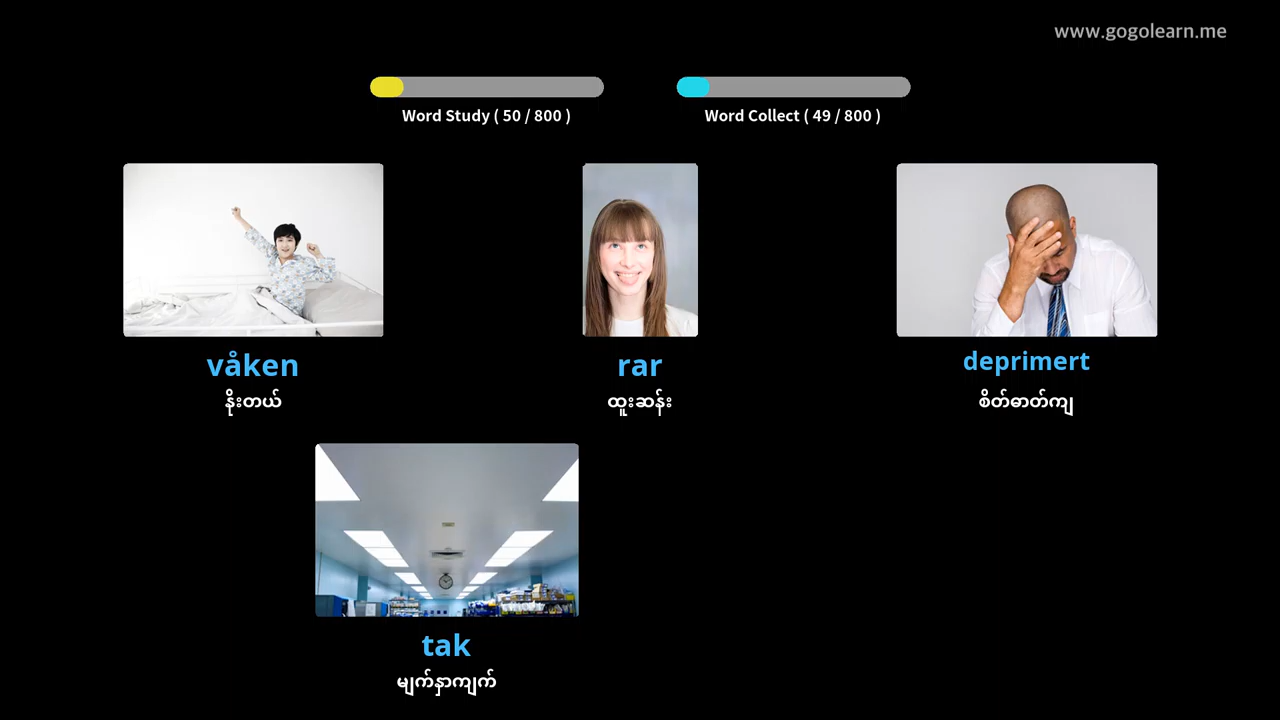 www.gogolearn.me
Word Study ( 50 / 800 )
Word Collect ( 49 / 800 )
våken
rar
deprimert
နိုးတယ်
ထူးဆန်း
စိတ်ဓာတ်ကျ
tak
မျက်နှာကျက်